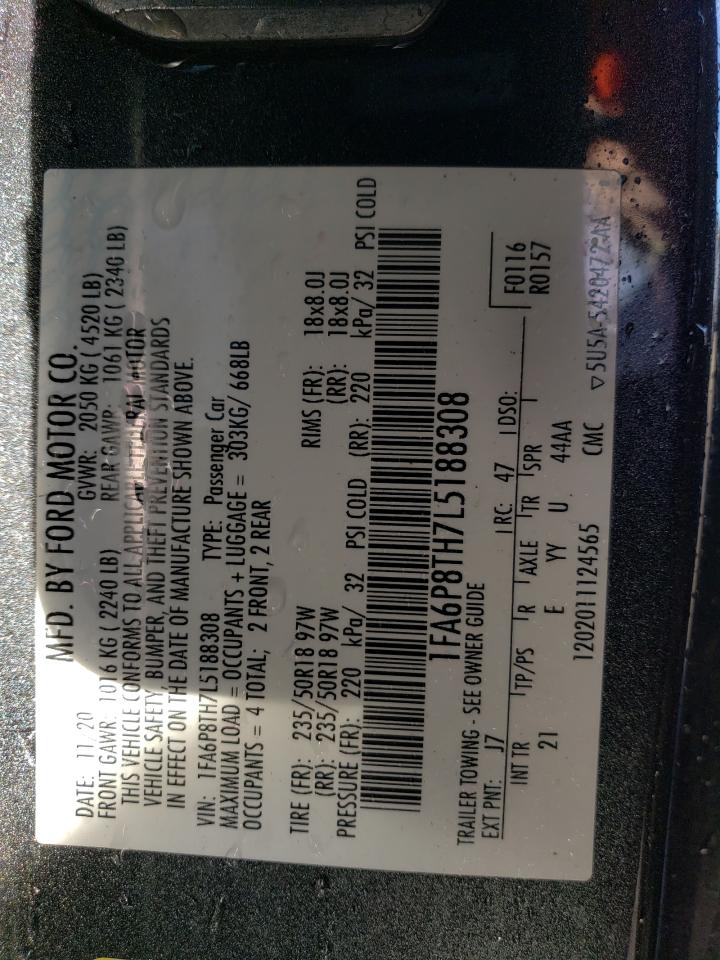 MFD. BY FORD MOTOR CO.
DATE: 11/20 GVWR: 2050 KG ( 4520 LB)
FRONT GAWR: 1016 KG ( 2240 LB) REAR GAWR: 1061 KG ( 2340 LB)
THIS VEHICLE CONFORMS TO ALL APPLICABLE FEDERAL MOTOR
VEHICLE SAFETY, BUMPER, AND THEFT PREVENTION STANDARDS
IN EFFECT ON THE DATE OF MANUFACTURE SHOWN ABOVE.
VIN: 1FA6P8TH7L5188308 TYPE: Passenger Car
MAXIMUM LOAD = OCCUPANTS + LUGGAGE = 303KG/ 668LB
OCCUPANTS = 4 TOTAL; 2 FRONT, 2 REAR
TIRE (FR): 235/50R18 97W RIMS (FR): 18x8.0J
(RR): 235/50R18 97W (RR): 18x8.0J
PRESSURE (FR): 220 kPa/ 32 PSI COLD (RR): 220 kPa/ 32 PSI COLD
1FA6P8TH7L5188308
TRAILER TOWING - SEE OWNER GUIDE
F0116
EXT PNT: J7 RC: 47 DSO:
R0157
INT TR TP/PS R AXLE TR SPR
21 E YY U 44AA
1202011124565 CMC